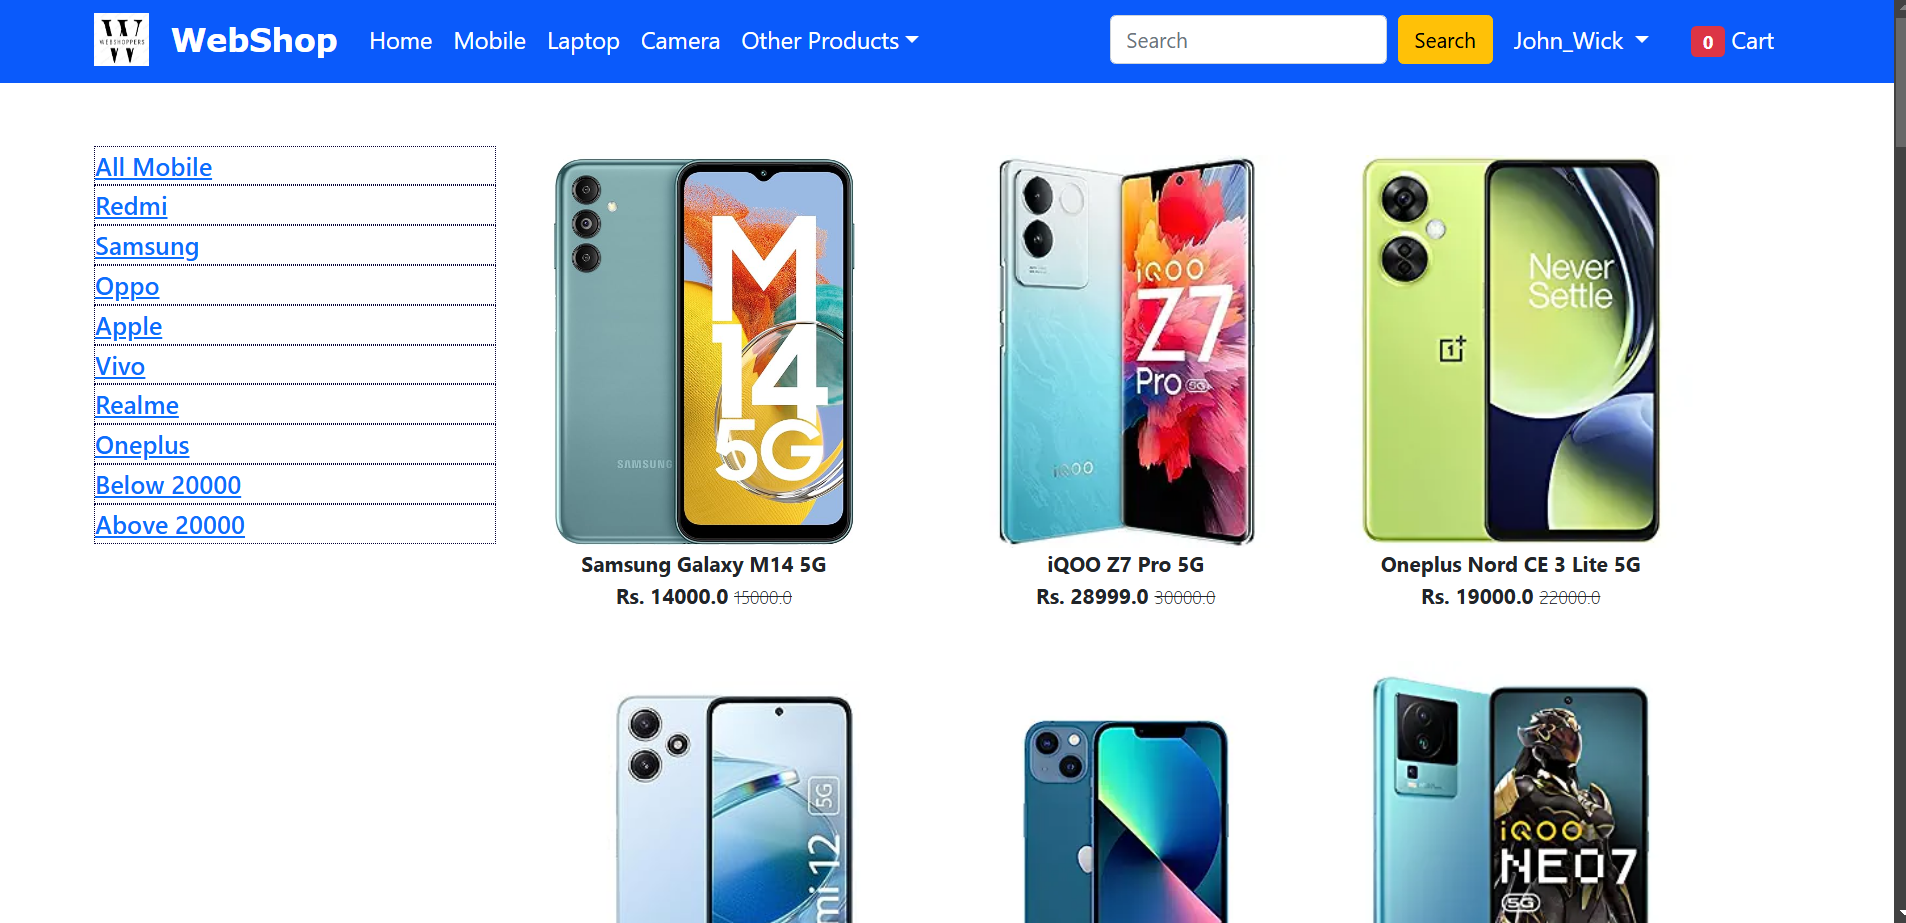 W
WEBSHOPPERS
W
WebShop Home Mobile Laptop Camera Other Products Search Search John_Wick 0 Cart
All Mobile
Redmi
Samsung
Oppo
Apple
Vivo
Realme
Oneplus
Below 20000
Above 20000
M
14
5G
SAMSUNG
Samsung Galaxy M14 5G
Rs. 14000.0 15000.0
iQOO
Z7
Pro 5G
iQOO
iQOO Z7 Pro 5G
Rs. 28999.0 30000.0
Never
Settle
1+
Oneplus Nord CE 3 Lite 5G
Rs. 19000.0 22000.0
mi 12 5G
iQOO
NEO7
5G